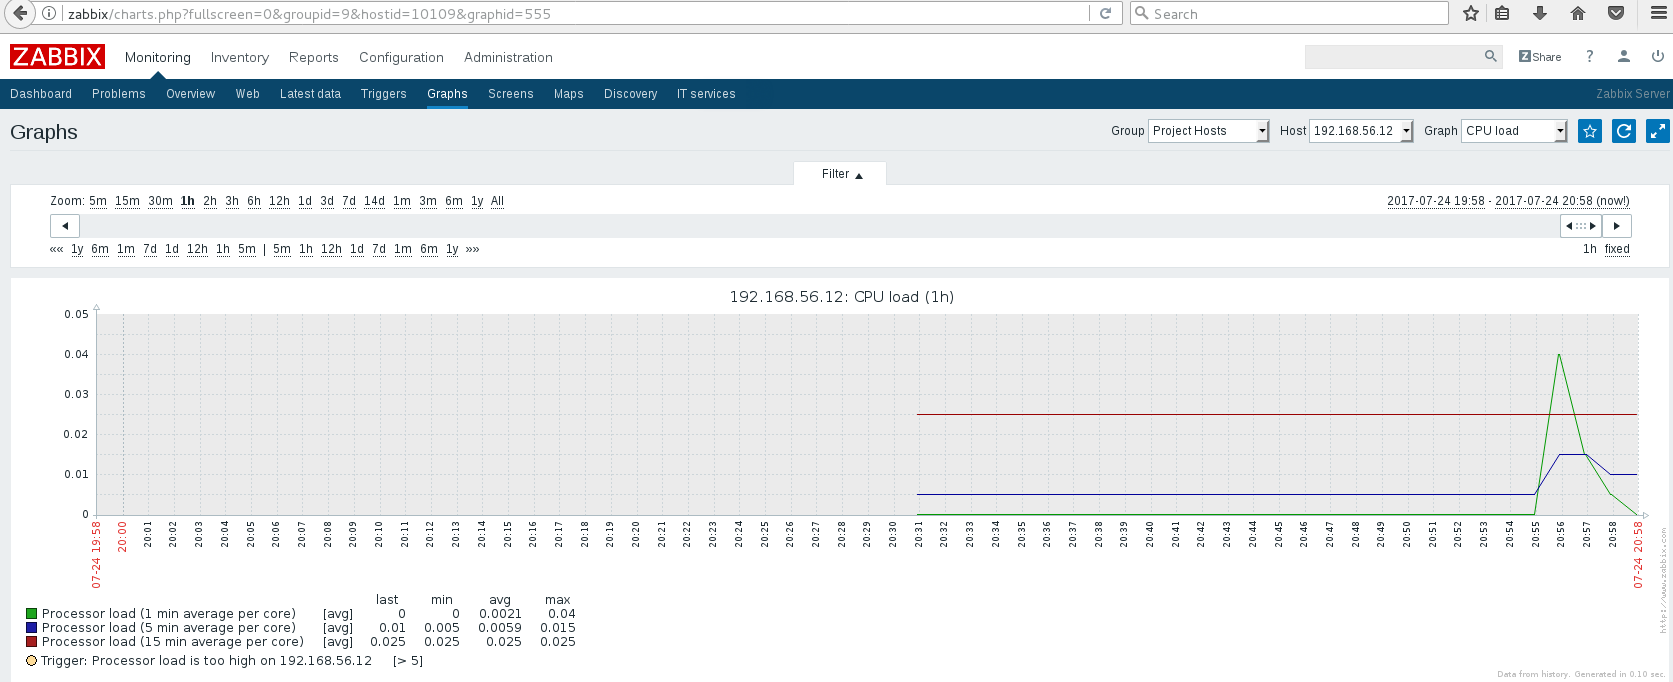 zabbix/charts.php?fullscreen=0&groupid=9&hostid=10109&graphid=555 Search
ZABBIX Monitoring Inventory Reports Configuration Administration Z Share ?
Dashboard Problems Overview Web Latest data Triggers Graphs Screens Maps Discovery IT services Zabbix Server
Graphs Group Project Hosts Host 192.168.56.12 Graph CPU load
Filter
Zoom: 5m 15m 30m 1h 2h 3h 6h 12h 1d 3d 7d 14d 1m 3m 6m 1y All 2017-07-24 19:58 - 2017-07-24 20:58 (now!)
«« 1y 6m 1m 7d 1d 12h 1h 5m | 5m 1h 12h 1d 7d 1m 6m 1y »» 1h fixed
192.168.56.12: CPU load (1h)
0.05
0.04
0.03
0.02
0.01
0
07-24 19:58 20:00 20:01 20:02 20:03 20:04 20:05 20:06 20:07 20:08 20:09 20:10 20:11 20:12 20:13 20:14 20:15 20:16 20:17 20:18 20:19 20:20 20:21 20:22 20:23 20:24 20:25 20:26 20:27 20:28 20:29 20:30 20:31 20:32 20:33 20:34 20:35 20:36 20:37 20:38 20:39 20:40 20:41 20:42 20:43 20:44 20:45 20:46 20:47 20:48 20:49 20:50 20:51 20:52 20:53 20:54 20:55 20:56 20:57 20:58 07-24 20:58
http://www.zabbix.com
last min avg max
Processor load (1 min average per core) [avg] 0 0 0.0021 0.04
Processor load (5 min average per core) [avg] 0.01 0.005 0.0059 0.015
Processor load (15 min average per core) [avg] 0.025 0.025 0.025 0.025
Trigger: Processor load is too high on 192.168.56.12 [> 5]
Data from history. Generated in 0.10 sec.